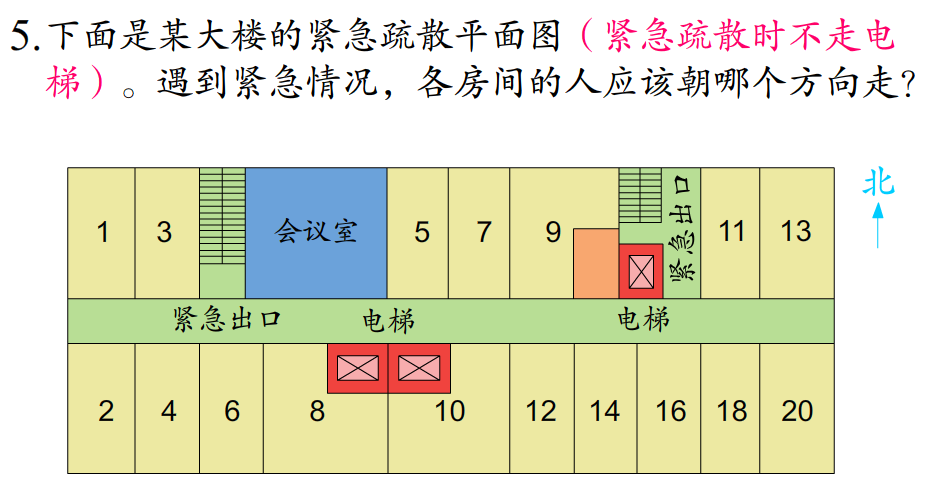 5.下面是某大楼的紧急疏散平面图（紧急疏散时不走电
梯）。遇到紧急情况，各房间的人应该朝哪个方向走？
北
1 3 会议室 5 7 9 紧急出口 11 13
紧急出口 电梯 电梯
2 4 6 8 10 12 14 16 18 20